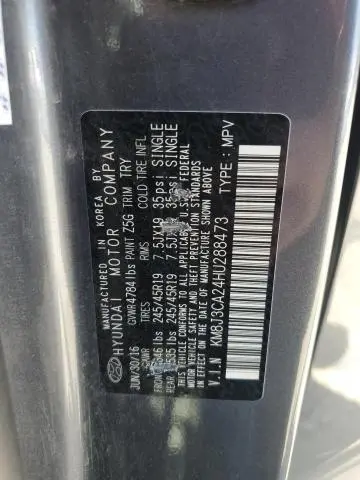 MANUFACTURED IN KOREA BY
HYUNDAI MOTOR COMPANY
JUN/30/16 GVWR 4784lbs PAINT Z5G TRIM TRY
GAWR TIRES RIMS COLD TIRE INFL.
FRONT lbs 245/45R19 7.5JX19 35psi SINGLE
REAR lbs 245/45R19 7.5JX19 35psi SINGLE
THIS VEHICLE CONFORMS TO ALL APPLICABLE U.S. FEDERAL
MOTOR VEHICLE SAFETY AND THEFT PREVENTION STANDARDS
IN EFFECT ON THE DATE OF MANUFACTURE SHOWN ABOVE.
V.I.N KM8J3CA24HU288473 TYPE: MPV